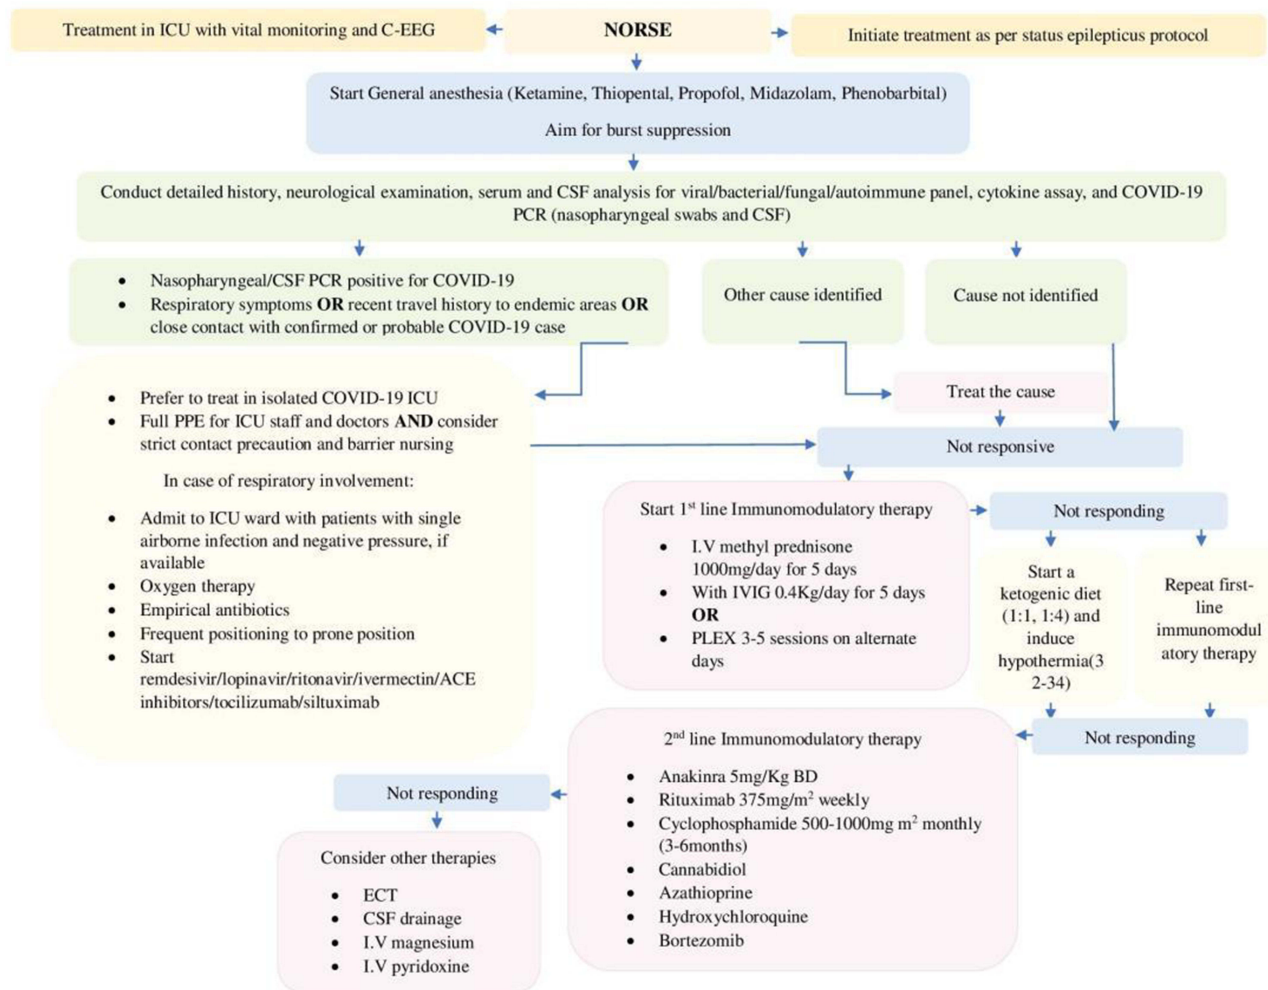 Treatment in ICU with vital monitoring and C-EEG
NORSE
Initiate treatment as per status epilepticus protocol
Start General anesthesia (Ketamine, Thiopental, Propofol, Midazolam, Phenobarbital)
Aim for burst suppression
Conduct detailed history, neurological examination, serum and CSF analysis for viral/bacterial/fungal/autoimmune panel, cytokine assay, and COVID-19
PCR (nasopharyngeal swabs and CSF)
• Nasopharyngeal/CSF PCR positive for COVID-19
• Respiratory symptoms OR recent travel history to endemic areas OR
close contact with confirmed or probable COVID-19 case
Other cause identified
Cause not identified
• Prefer to treat in isolated COVID-19 ICU
• Full PPE for ICU staff and doctors AND consider
strict contact precaution and barrier nursing
In case of respiratory involvement:
• Admit to ICU ward with patients with single
airborne infection and negative pressure, if
available
• Oxygen therapy
• Empirical antibiotics
• Frequent positioning to prone position
• Start
remdesivir/lopinavir/ritonavir/ivermectin/ACE
inhibitors/tocilizumab/siltuximab
Treat the cause
Not responsive
Start 1st line Immunomodulatory therapy
• I.V methyl prednisone
1000mg/day for 5 days
• With IVIG 0.4Kg/day for 5 days
OR
• PLEX 3-5 sessions on alternate
days
Not responding
Start a
ketogenic diet
(1:1, 1:4) and
induce
hypothermia(3
2-34)
Repeat first-
line
immunomodul
atory therapy
Not responding
2nd line Immunomodulatory therapy
• Anakinra 5mg/Kg BD
• Rituximab 375mg/m² weekly
• Cyclophosphamide 500-1000mg m² monthly
(3-6months)
• Cannabidiol
• Azathioprine
• Hydroxychloroquine
• Bortezomib
Not responding
Consider other therapies
• ECT
• CSF drainage
• I.V magnesium
• I.V pyridoxine